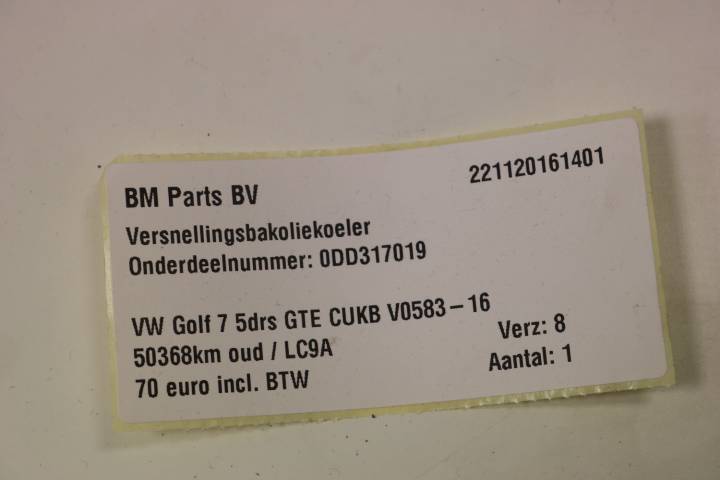 221120161401
BM Parts BV
Versnellingsbakoliekoeler
Onderdeelnummer: 0DD317019
VW Golf 7 5drs GTE CUKB V0583-16
50368km oud / LC9A
Verz: 8
70 euro incl. BTW
Aantal: 1